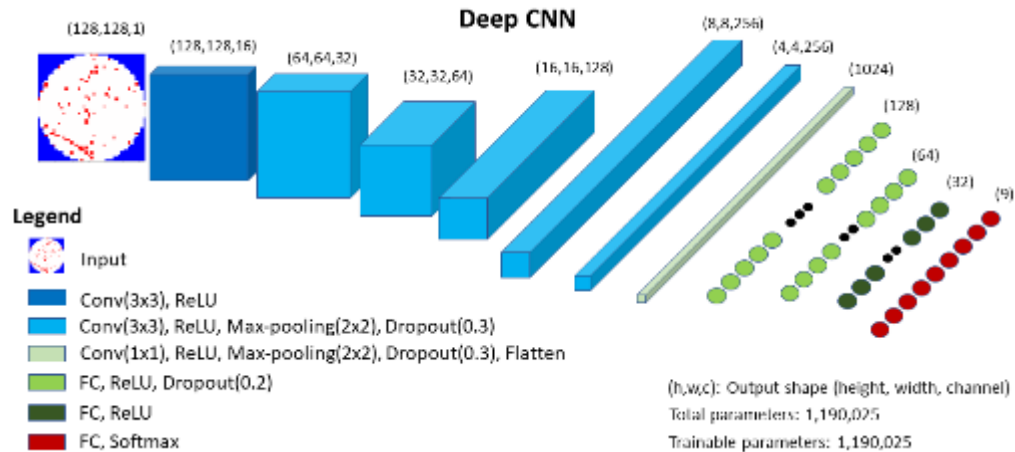 Deep CNN
(128,128,1)
(128,128,16)
(64,64,32)
(32,32,64)
(16,16,128)
(8,8,256)
(4,4,256)
(1024)
(128)
(64)
(32)
(9)
Legend
Input
Conv(3x3), ReLU
Conv(3x3), ReLU, Max-pooling(2x2), Dropout(0.3)
Conv(1x1), ReLU, Max-pooling(2x2), Dropout(0.3), Flatten
FC, ReLU, Dropout(0.2)
FC, ReLU
FC, Softmax
(h,w,c): Output shape (height, width, channel)
Total parameters: 1,190,025
Trainable parameters: 1,190,025